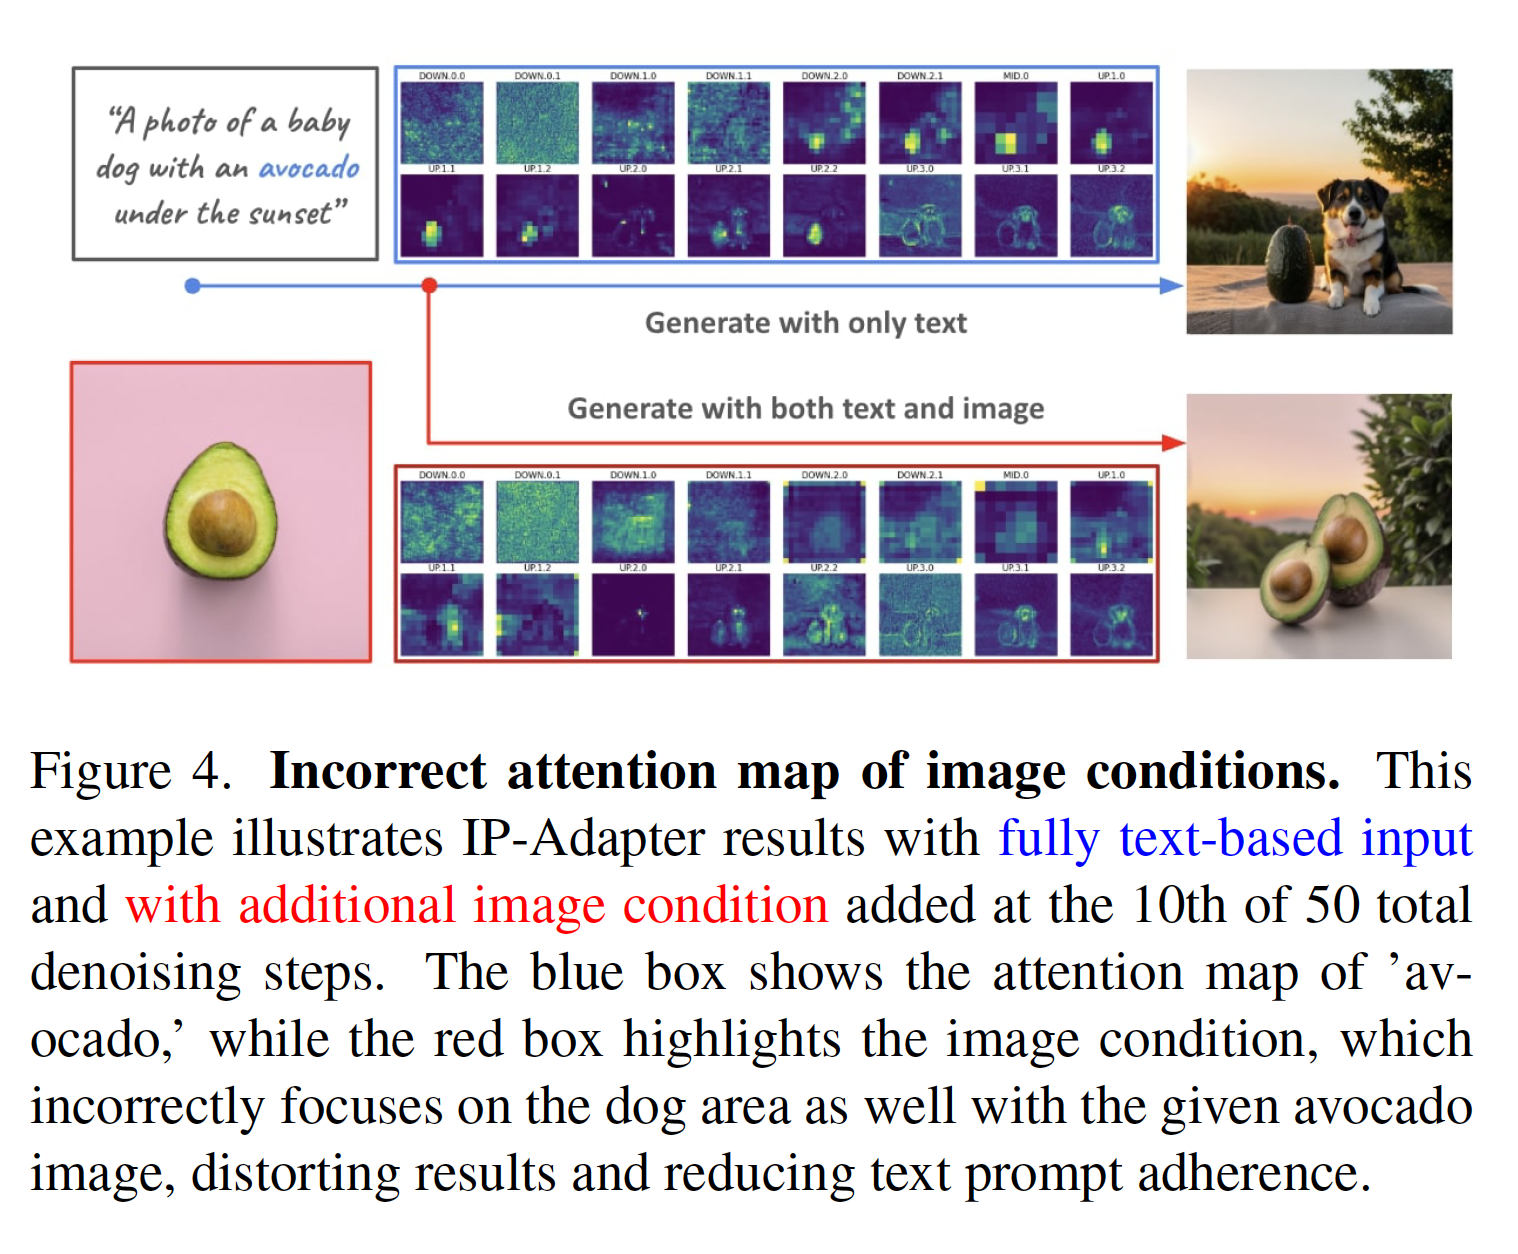 “A photo of a baby
dog with an avocado
under the sunset”
DOWN.0.0 DOWN.0.1 DOWN.1.0 DOWN.1.1 DOWN.2.0 DOWN.2.1 MID.0 UP.1.0
UP.1.1 UP.1.2 UP.2.0 UP.2.1 UP.2.2 UP.3.0 UP.3.1 UP.3.2
Generate with only text
Generate with both text and image
DOWN.0.0 DOWN.0.1 DOWN.1.0 DOWN.1.1 DOWN.2.0 DOWN.2.1 MID.0 UP.1.0
UP.1.1 UP.1.2 UP.2.0 UP.2.1 UP.2.2 UP.3.0 UP.3.1 UP.3.2
Figure 4. Incorrect attention map of image conditions. This
example illustrates IP-Adapter results with fully text-based input
and with additional image condition added at the 10th of 50 total
denoising steps. The blue box shows the attention map of ’av-
ocado,’ while the red box highlights the image condition, which
incorrectly focuses on the dog area as well with the given avocado
image, distorting results and reducing text prompt adherence.